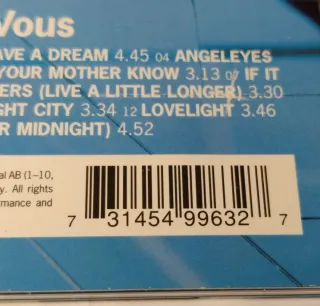 Vous
AVE A DREAM 4.45 04 ANGELEYES
YOUR MOTHER KNOW 3.13 07 IF IT
ERS (LIVE A LITTLE LONGER) 3.30
GHT CITY 3.34 12 LOVELIGHT 3.46
R MIDNIGHT) 4.52
al AB (1–10,
y. All rights
rmance and
7 31454 99632 7